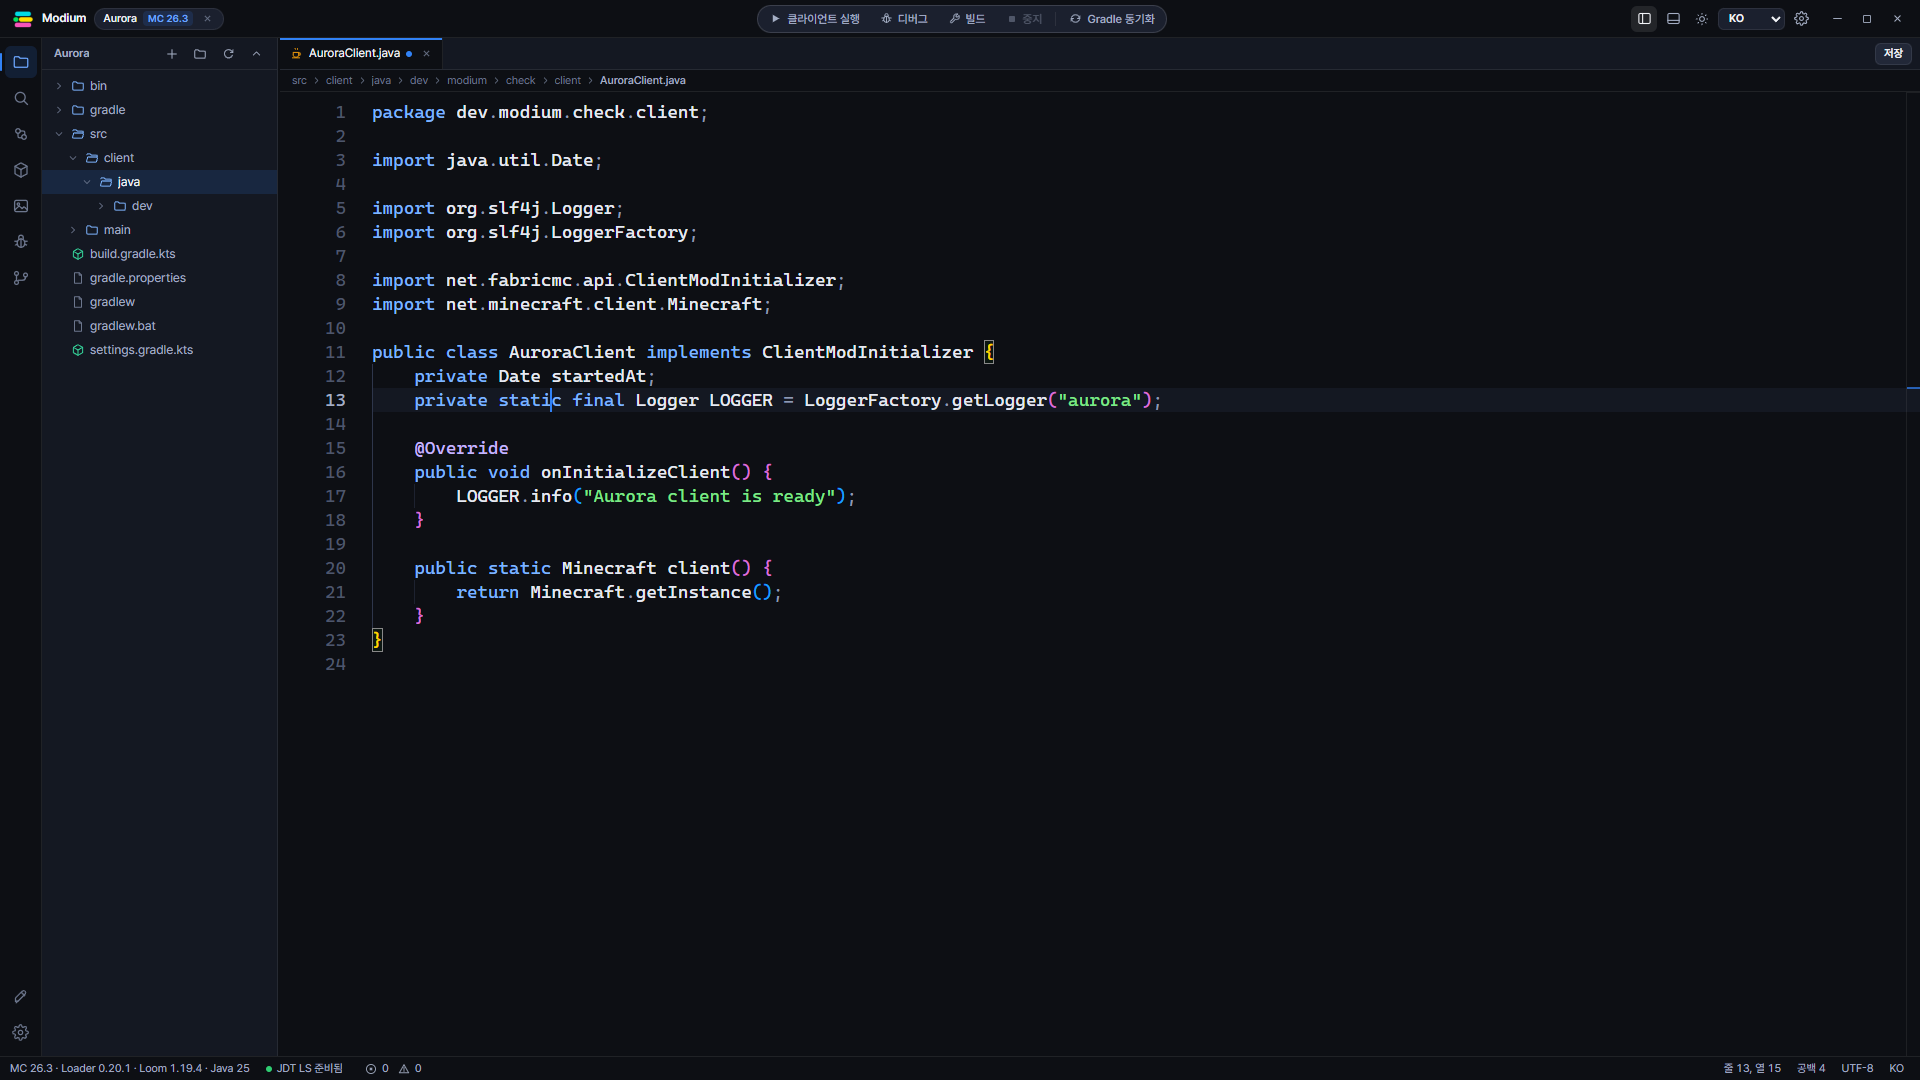 Modium Aurora MC 26.3
클라이언트 실행 디버그 빌드 중지 Gradle 동기화
KO
Aurora
AuroraClient.java
저장
bin
gradle
src
client
java
dev
main
build.gradle.kts
gradle.properties
gradlew
gradlew.bat
settings.gradle.kts
src > client > java > dev > modium > check > client > AuroraClient.java
1 package dev.modium.check.client;
2
3 import java.util.Date;
4
5 import org.slf4j.Logger;
6 import org.slf4j.LoggerFactory;
7
8 import net.fabricmc.api.ClientModInitializer;
9 import net.minecraft.client.Minecraft;
10
11 public class AuroraClient implements ClientModInitializer {
12     private Date startedAt;
13     private static final Logger LOGGER = LoggerFactory.getLogger("aurora");
14
15     @Override
16     public void onInitializeClient() {
17         LOGGER.info("Aurora client is ready");
18     }
19
20     public static Minecraft client() {
21         return Minecraft.getInstance();
22     }
23 }
24
MC 26.3 · Loader 0.20.1 · Loom 1.19.4 · Java 25 JDT LS 준비됨 0 0
줄 13, 열 15 공백 4 UTF-8 KO